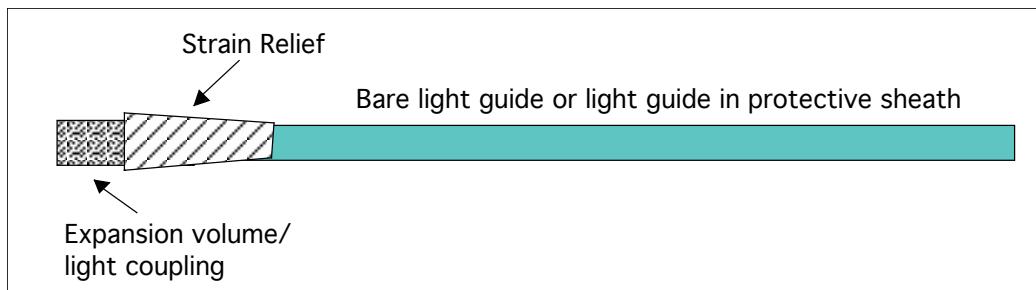 Strain Relief
Bare light guide or light guide in protective sheath
Expansion volume/
light coupling